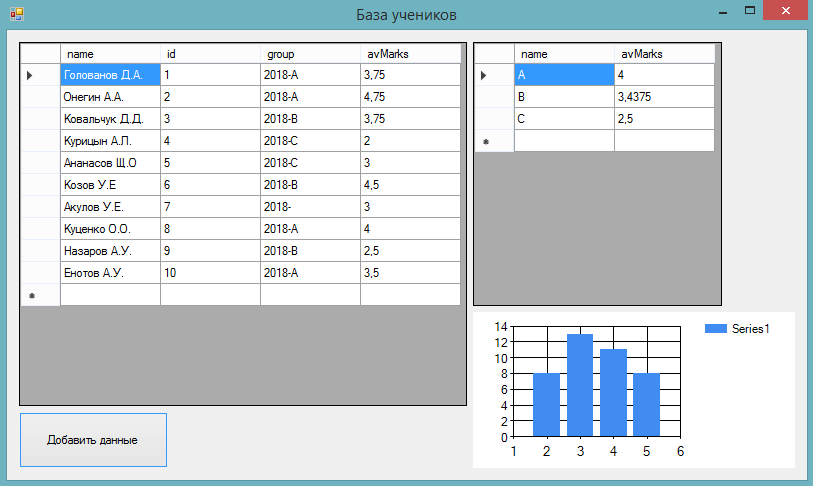 База учеников
name id group avMarks
Голованов Д.А. 1 2018-A 3,75
Онегин А.А. 2 2018-A 4,75
Ковальчук Д.Д. 3 2018-B 3,75
Курицын А.Л. 4 2018-C 2
Ананасов Щ.О 5 2018-C 3
Козов У.Е 6 2018-B 4,5
Акулов У.Е. 7 2018- 3
Куценко О.О. 8 2018-A 4
Назаров А.У. 9 2018-B 2,5
Енотов А.У. 10 2018-A 3,5
name avMarks
A 4
B 3,4375
C 2,5
14
12
10
8
6
4
2
0
1 2 3 4 5 6
Series1
Добавить данные